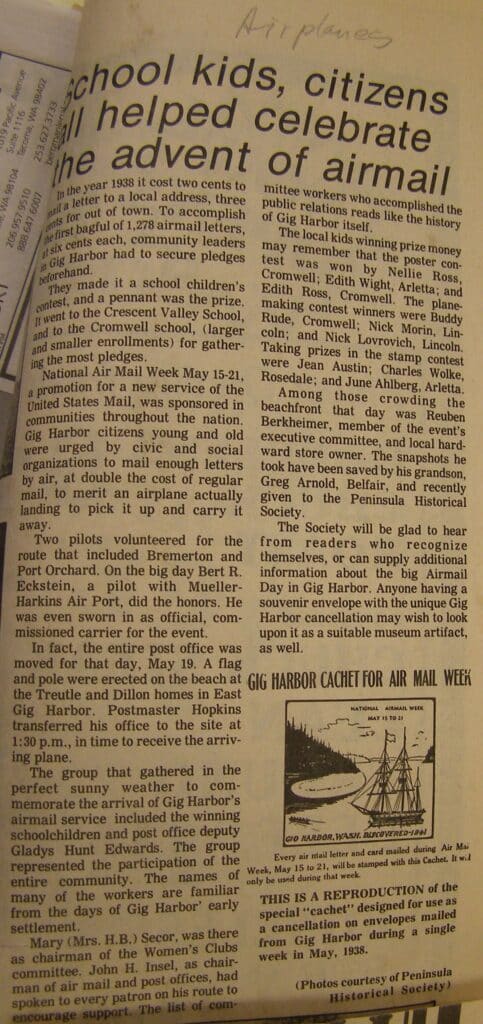 Airplanes
school kids, citizens
all helped celebrate
the advent of airmail
In the year 1938 it cost two cents to
mail a letter to a local address, three
cents for out of town. To accomplish
the first bagful of 1,278 airmail letters,
at six cents each, community leaders
in Gig Harbor had to secure pledges
beforehand.
They made it a school children's
contest, and a pennant was the prize.
It went to the Crescent Valley School,
and to the Cromwell school, (larger
and smaller enrollments) for gather-
ing the most pledges.
National Air Mail Week May 15-21,
a promotion for a new service of the
United States Mail, was sponsored in
communities throughout the nation.
Gig Harbor citizens young and old
were urged by civic and social
organizations to mail enough letters
by air, at double the cost of regular
mail, to merit an airplane actually
landing to pick it up and carry it
away.
Two pilots volunteered for the
route that included Bremerton and
Port Orchard. On the big day Bert R.
Eckstein, a pilot with Mueller-
Harkins Air Port, did the honors. He
was even sworn in as official, com-
missioned carrier for the event.
In fact, the entire post office was
moved for that day, May 19. A flag
and pole were erected on the beach at
the Treutle and Dillon homes in East
Gig Harbor. Postmaster Hopkins
transferred his office to the site at
1:30 p.m., in time to receive the arriv-
ing plane.
The group that gathered in the
perfect sunny weather to com-
memorate the arrival of Gig Harbor's
airmail service included the winning
schoolchildren and post office deputy
Gladys Hunt Edwards. The group
represented the participation of the
entire community. The names of
many of the workers are familiar
from the days of Gig Harbor' early
settlement.
Mary (Mrs. H.B.) Secor, was there
as chairman of the Women's Clubs
committee. John H. Insel, as chair-
man of air mail and post offices, had
spoken to every patron on his route to
encourage support. The list of com-
mittee workers who accomplished the
public relations reads like the history
of Gig Harbor itself.
The local kids winning prize money
may remember that the poster con-
test was won by Nellie Ross,
Cromwell; Edith Wight, Arletta; and
Edith Ross, Cromwell. The plane-
making contest winners were Buddy
Rude, Cromwell; Nick Morin, Lin-
coln; and Nick Lovrovich, Lincoln.
Taking prizes in the stamp contest
were Jean Austin; Charles Wolke,
Rosedale; and June Ahlberg, Arletta.
Among those crowding the
beachfront that day was Reuben
Berkheimer, member of the event's
executive committee, and local hard-
ward store owner. The snapshots he
took have been saved by his grandson,
Greg Arnold, Belfair, and recently
given to the Peninsula Historical
Society.
The Society will be glad to hear
from readers who recognize
themselves, or can supply additional
information about the big Airmail
Day in Gig Harbor. Anyone having a
souvenir envelope with the unique Gig
Harbor cancellation may wish to look
upon it as a suitable museum artifact,
as well.
GIG HARBOR CACHET FOR AIR MAIL WEEK
NATIONAL AIRMAIL WEEK
MAY 15 TO 21
GIG HARBOR, WASH. DISCOVERED-1841
Every air mail letter and card mailed during Air Mai
Week, May 15 to 21, will be stamped with this Cachet. It will
only be used during that week.
THIS IS A REPRODUCTION of the
special "cachet" designed for use as
a cancellation on envelopes mailed
from Gig Harbor during a single
week in May, 1938.
(Photos courtesy of Peninsula
Historical Society)
Pacific Avenue
Suite 1116
Tacoma, WA 98402
253 627 3733
WA 98104
206 957 9510
888 647 6007